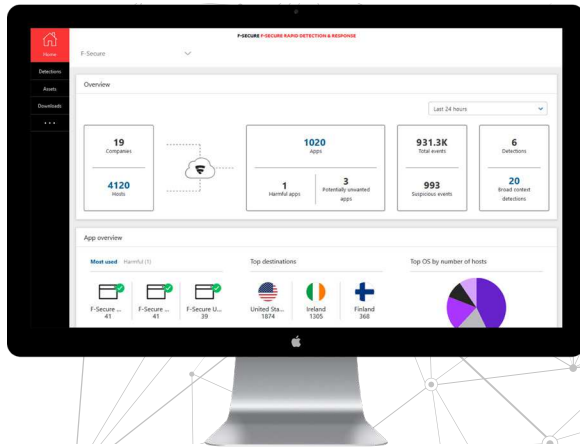 F-SECURE F-SECURE RAPID DETECTION & RESPONSE
Home
F-Secure
Detections
Assets
Downloads
Overview
Last 24 heure
19
Companies
4120
Hosts
1020
Apps
1
Harmful apps
3
Potentially unwanted
apps
931.3K
Total events
993
Suspicious events
6
Detections
20
Broad context
detections
App overview
Most used Harmful (1)
F-Secure ...
41
F-Secure ...
41
F-Secure U...
39
Top destinations
United Sta...
1874
Ireland
1305
Finland
368
Top OS by number of hosts